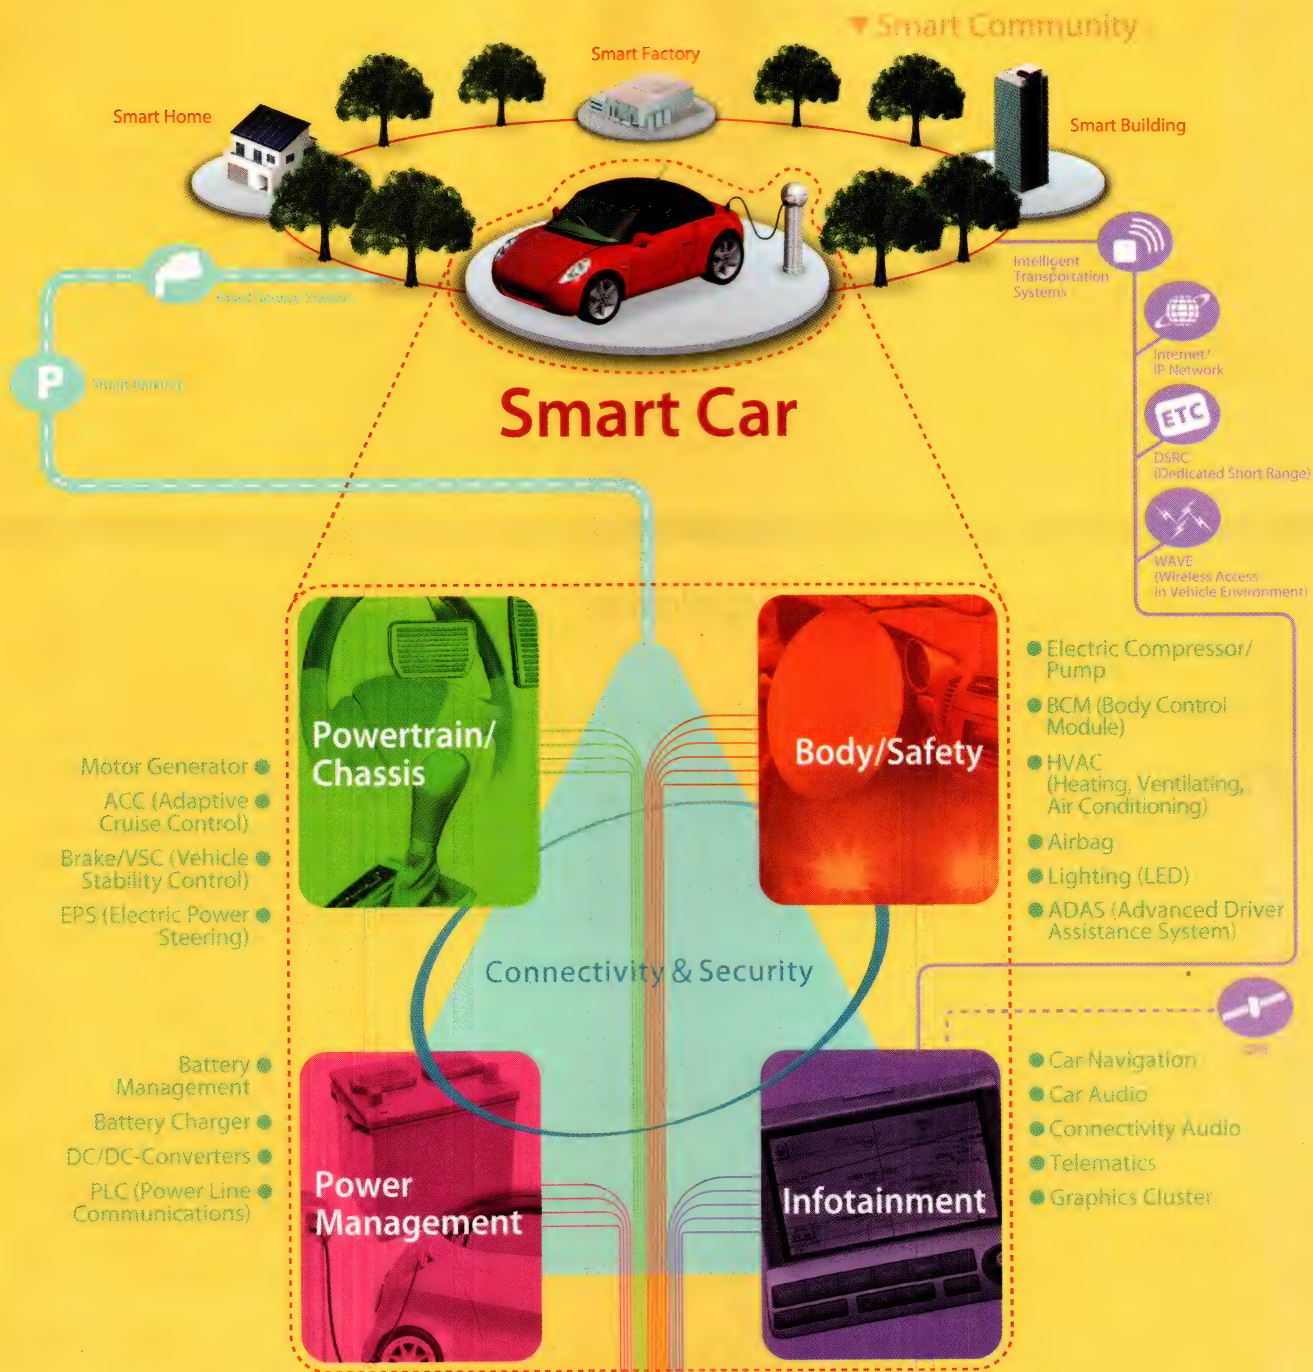 ▼ Smart Community
Smart Factory
Smart Home
Smart Building
Intelligent
Transportation
Systems
Internet/
IP Network
P
Smart Parking
ETC
DSRC
(Dedicated Short Range)
WAVE
(Wireless Access
in Vehicle Environment)
Smart Car
Powertrain/
Chassis
Motor Generator ●
ACC (Adaptive ●
Cruise Control)
Brake/VSC (Vehicle ●
Stability Control)
EPS (Electric Power ●
Steering)
Body/Safety
● Electric Compressor/
Pump
● BCM (Body Control
Module)
● HVAC
(Heating, Ventilating,
Air Conditioning)
● Airbag
● Lighting (LED)
● ADAS (Advanced Driver
Assistance System)
Connectivity & Security
GPS
Battery ●
Management
Battery Charger ●
DC/DC-Converters ●
PLC (Power Line ●
Communications)
Power
Management
Infotainment
● Car Navigation
● Car Audio
● Connectivity Audio
● Telematics
● Graphics Cluster